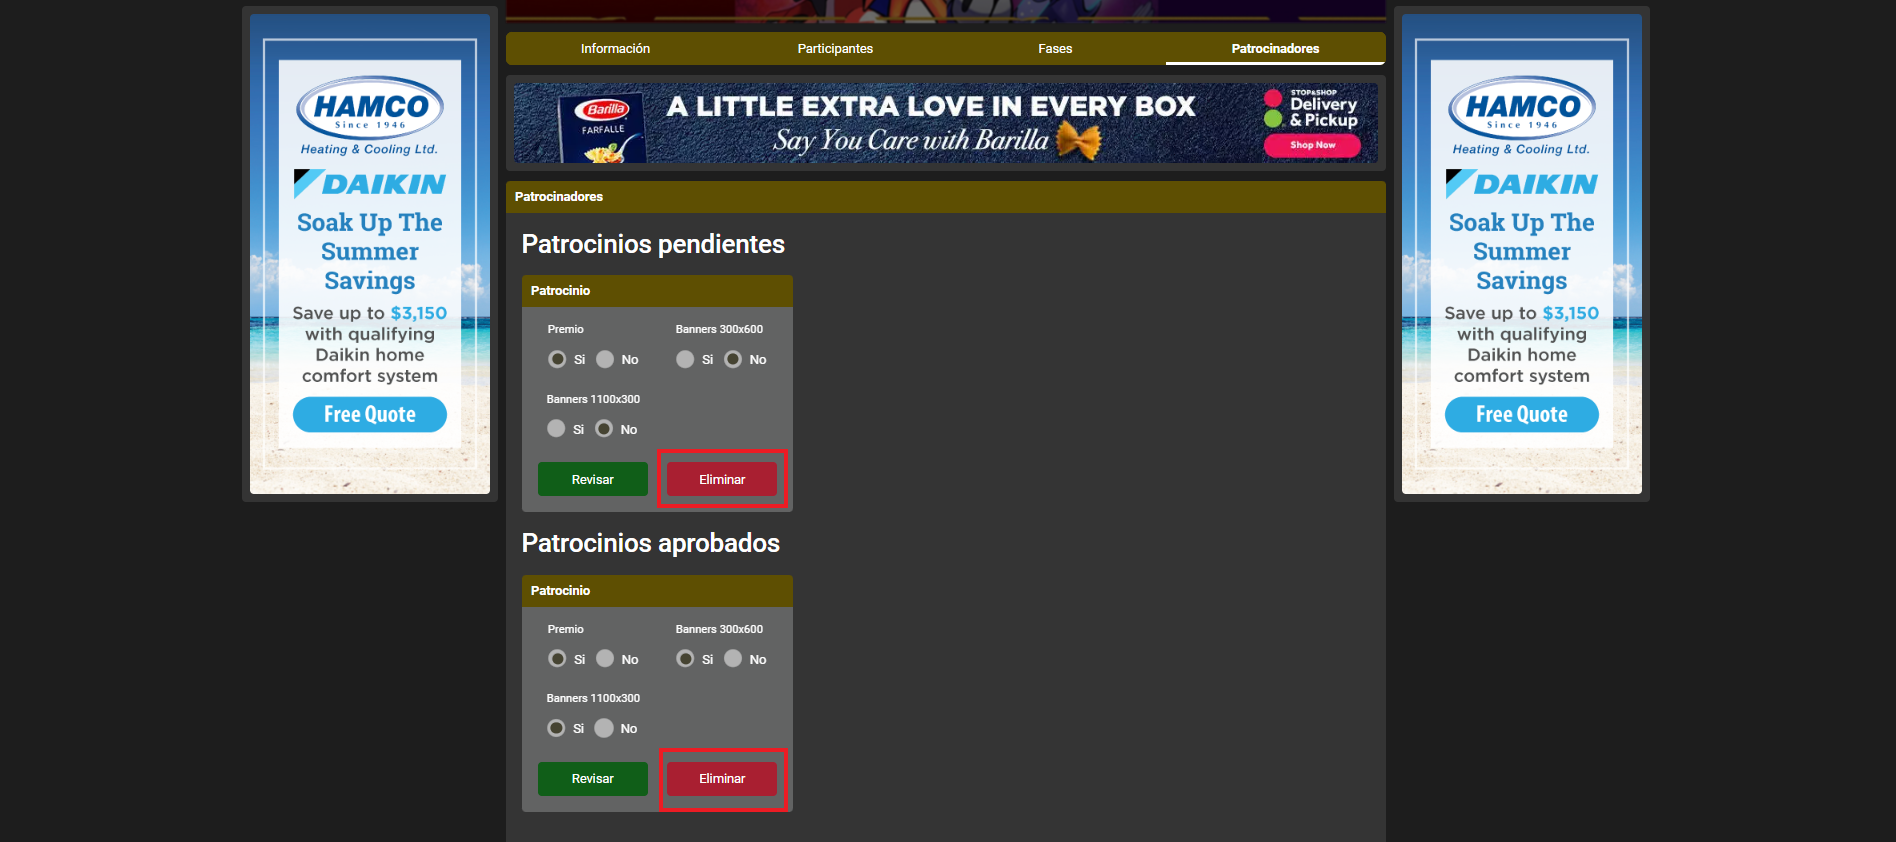 HAMCO
Since 1946
Heating & Cooling Ltd.
DAIKIN
Soak Up The
Summer
Savings
Save up to $3,150
with qualifying
Daikin home
comfort system
Free Quote
Información
Participantes
Fases
Patrocinadores
Barilla
FARFALLE
A LITTLE EXTRA LOVE IN EVERY BOX
Say You Care with Barilla
STOP&SHOP
Delivery
& Pickup
Shop Now
Patrocinadores
Patrocinios pendientes
Patrocinio
Premio
Banners 300x600
Si No
Si No
Banners 1100x300
Si No
Revisar
Eliminar
Patrocinios aprobados
Patrocinio
Premio
Banners 300x600
Si No
Si No
Banners 1100x300
Si No
Revisar
Eliminar
HAMCO
Since 1946
Heating & Cooling Ltd.
DAIKIN
Soak Up The
Summer
Savings
Save up to $3,150
with qualifying
Daikin home
comfort system
Free Quote